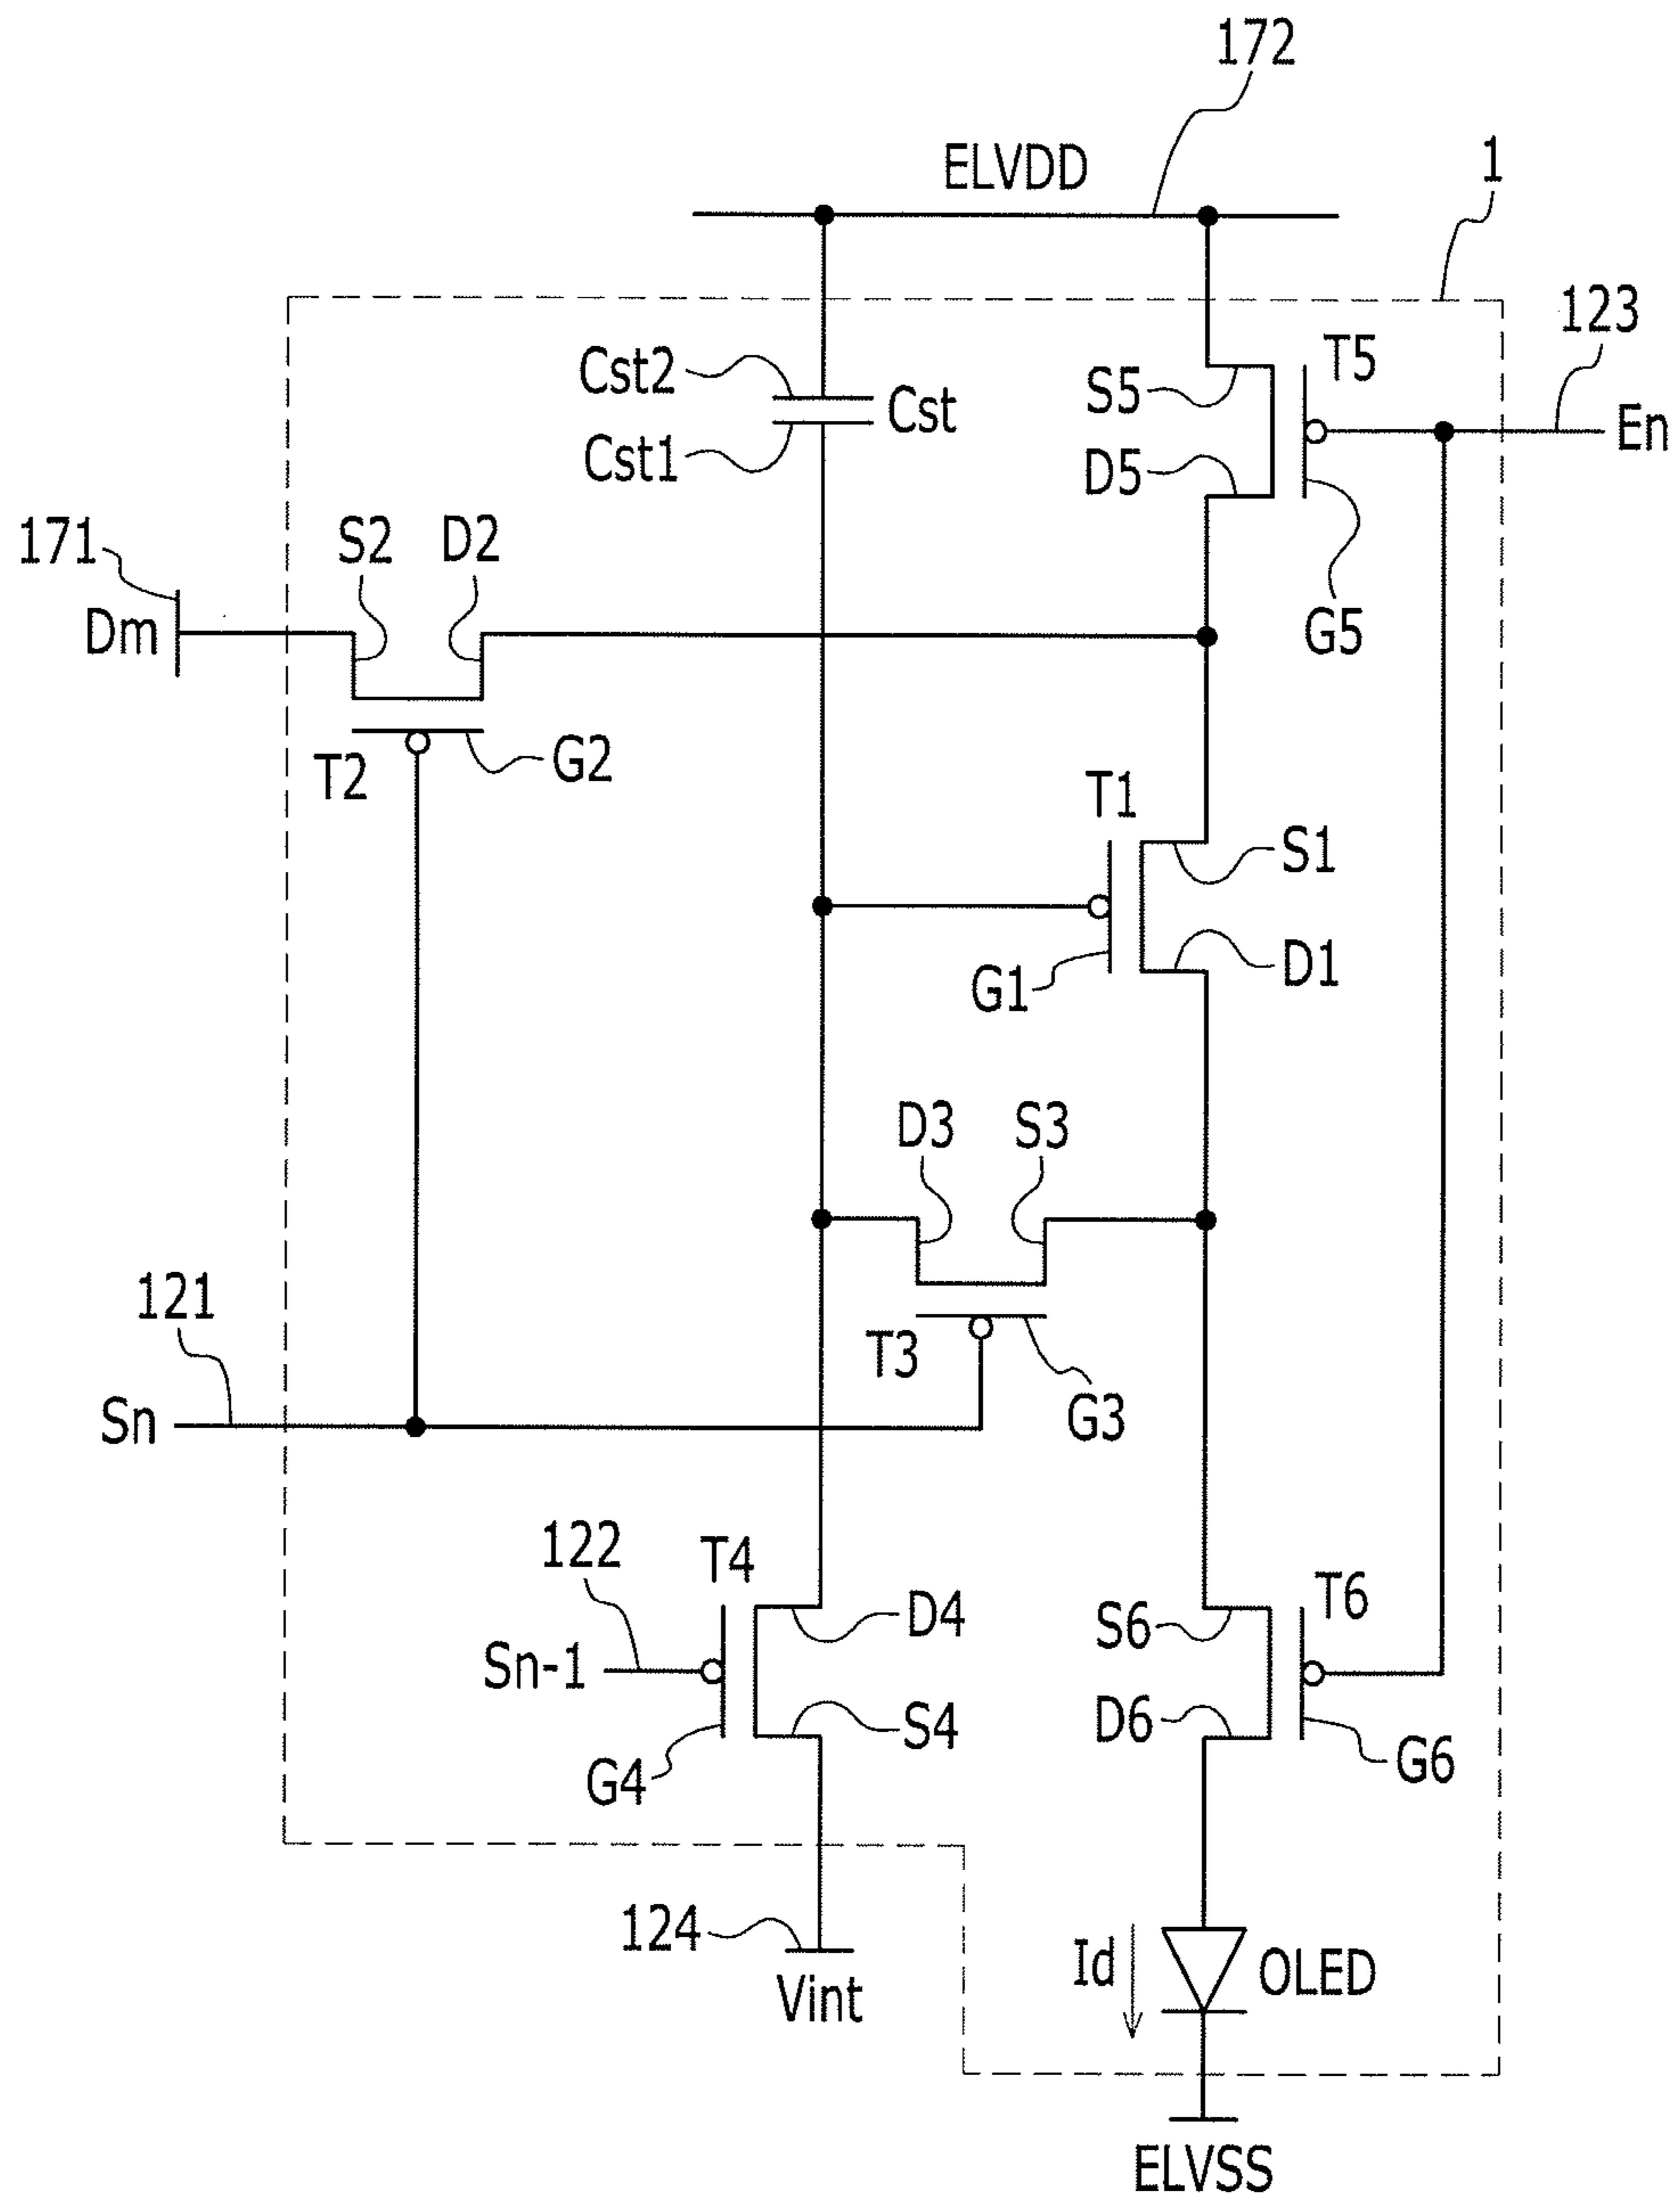 172
ELVDD
1
123
T5
Cst2
S5
Cst
En
Cst1
D5
171
S2
D2
Dm
G5
T2
G2
T1
S1
G1
D1
D3
S3
121
T3
Sn
G3
122
T4
T6
D4
S6
Sn-1
S4
D6
G4
G6
124
Id
OLED
Vint
ELVSS